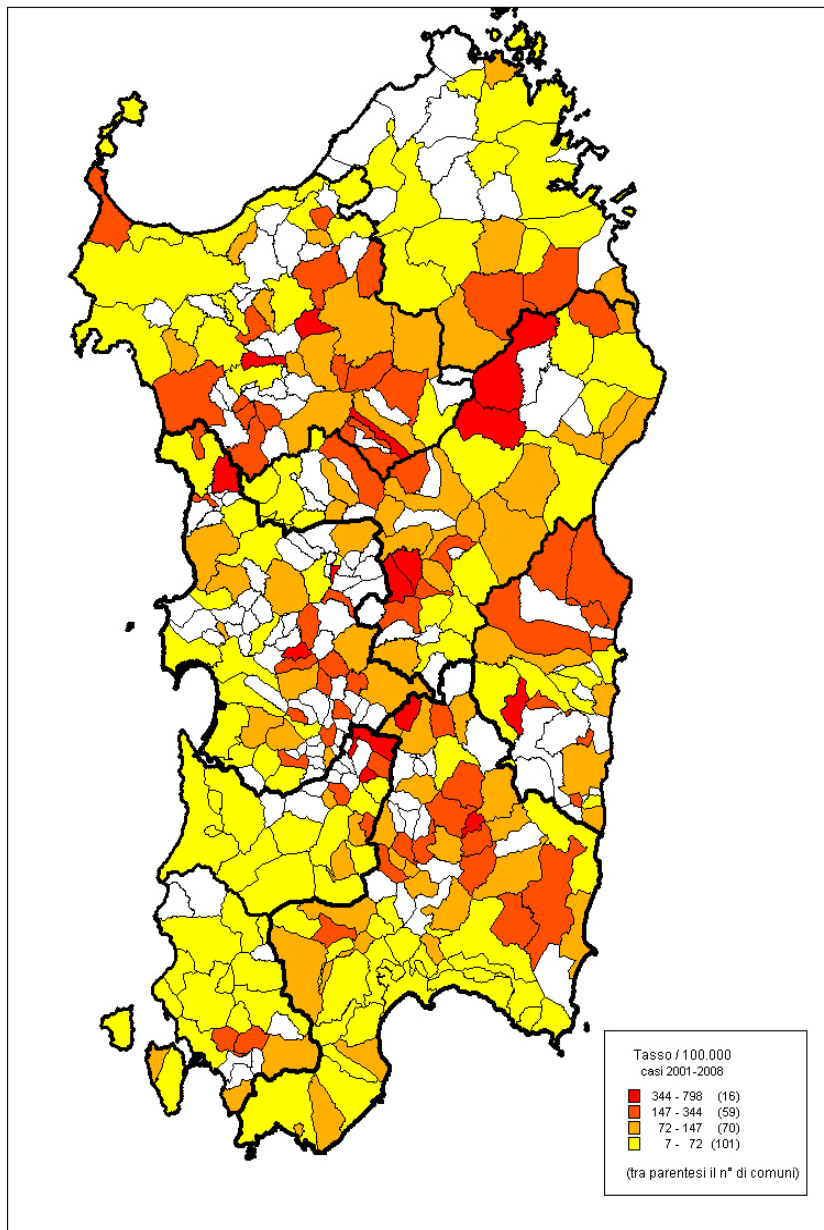 Tasso / 100.000
casi 2001-2008
344 - 798 (16)
147 - 344 (59)
72 - 147 (70)
7 - 72 (101)
(tra parentesi il n° di comuni)